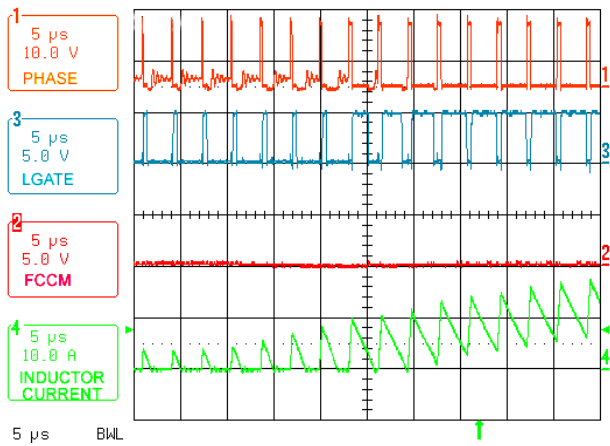 1
5 µs
10.0 V
PHASE
1
3
5 µs
5.0 V
LGATE
3
2
5 µs
5.0 V
FCCM
2
4
5 µs
10.0 A
INDUCTOR
CURRENT
4
5 µs BWL